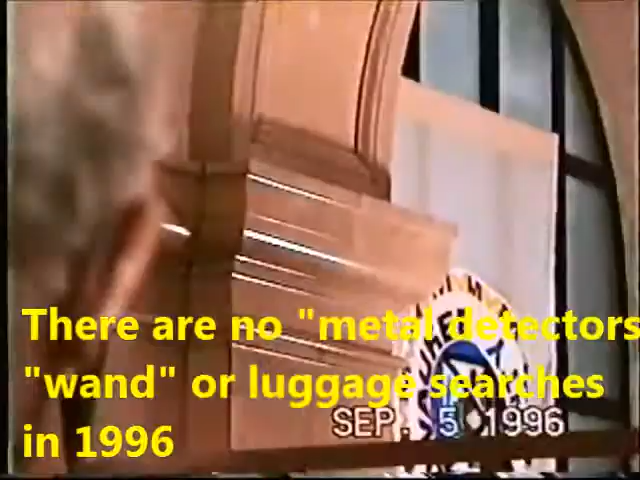 There are no "metal detectors
"wand" or luggage searches
in 1996
SEP. 5 1996